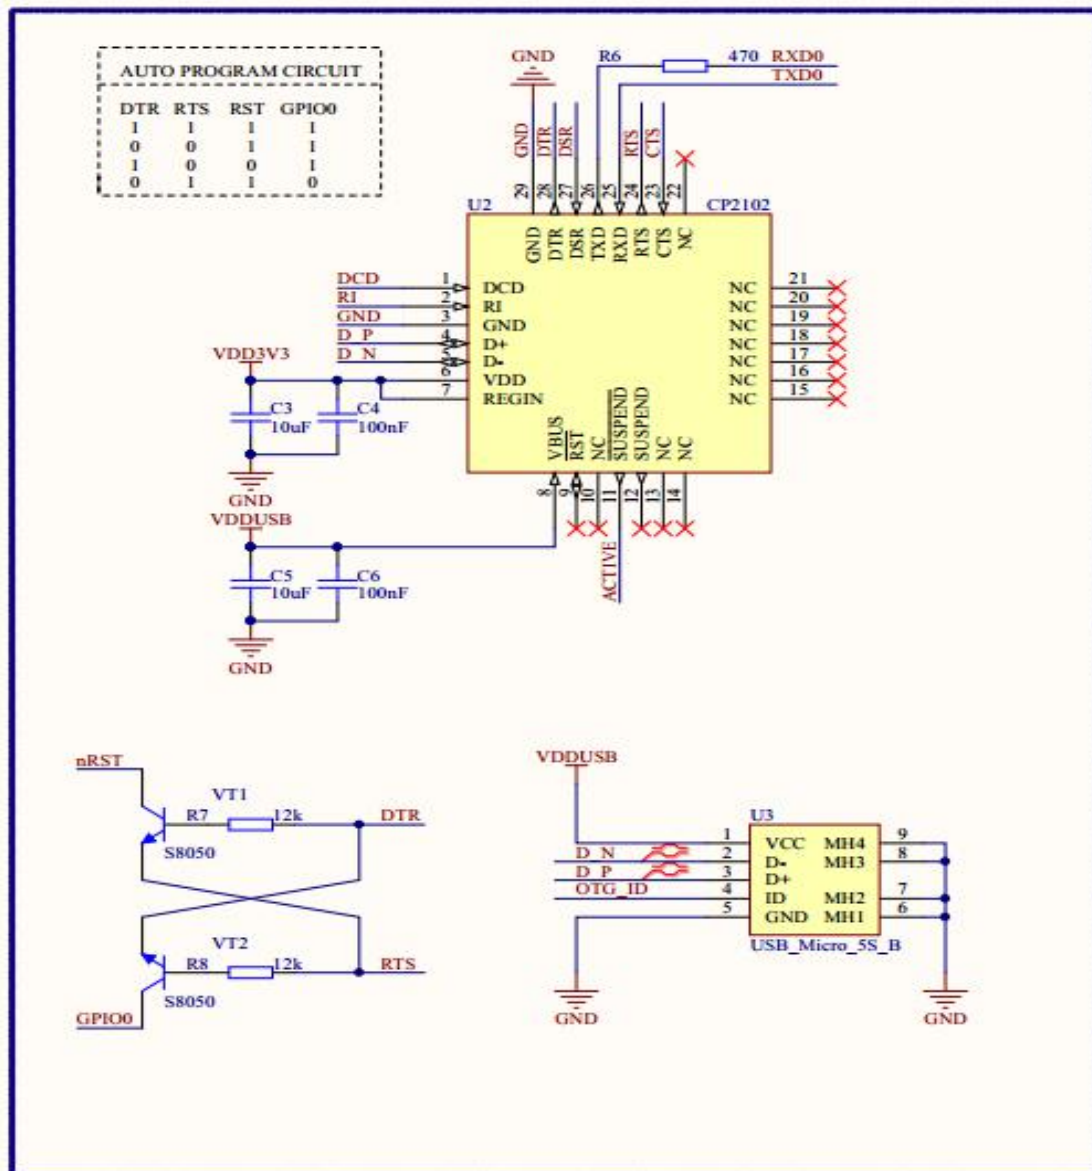 AUTO PROGRAM CIRCUIT
DTR RTS RST GPIO0
1 1 1 1
0 0 1 1
1 0 0 1
0 1 1 0
GND
R6 470 RXD0
TXD0
GND DTR DSR RTS CTS
29 28 27 26 25 24 23 22
U2 CP2102
GND DTR DSR TXD RXD RTS CTS NC
DCD 1 DCD
RI 2 RI
GND 3 GND
D_P 4 D+
D_N 5 D-
6 VDD
7 REGIN
NC 21
NC 20
NC 19
NC 18
NC 17
NC 16
NC 15
VBUS RST NC SUSPEND SUSPEND NC NC
8 9 10 11 12 13 14
ACTIVE
VDD3V3
C3 C4
10uF 100nF
GND
VDDUSB
C5 C6
10uF 100nF
GND
nRST
VT1
R7 12k DTR
S8050
VT2
R8 12k RTS
S8050
GPIO0
VDDUSB
U3
1 VCC MH4 9
D_N 2 D- MH3 8
D_P 3 D+
OTG_ID 4 ID MH2 7
5 GND MH1 6
USB_Micro_5S_B
GND GND